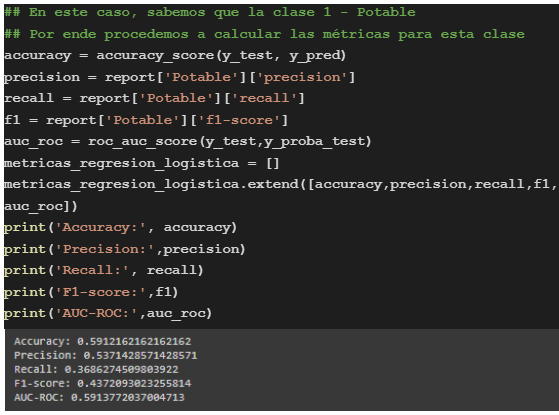 ## En este caso, sabemos que la clase 1 - Potable
## Por ende procedemos a calcular las métricas para esta clase
accuracy = accuracy_score(y_test, y_pred)
precision = report['Potable']['precision']
recall = report['Potable']['recall']
f1 = report['Potable']['f1-score']
auc_roc = roc_auc_score(y_test,y_proba_test)
metricas_regresion_logistica = []
metricas_regresion_logistica.extend([accuracy,precision,recall,f1,
auc_roc])
print('Accuracy:', accuracy)
print('Precision:',precision)
print('Recall:', recall)
print('F1-score:',f1)
print('AUC-ROC:',auc_roc)
Accuracy: 0.5912162162162162
Precision: 0.5371428571428571
Recall: 0.3686274509803922
F1-score: 0.4372093023255814
AUC-ROC: 0.5913772037004713